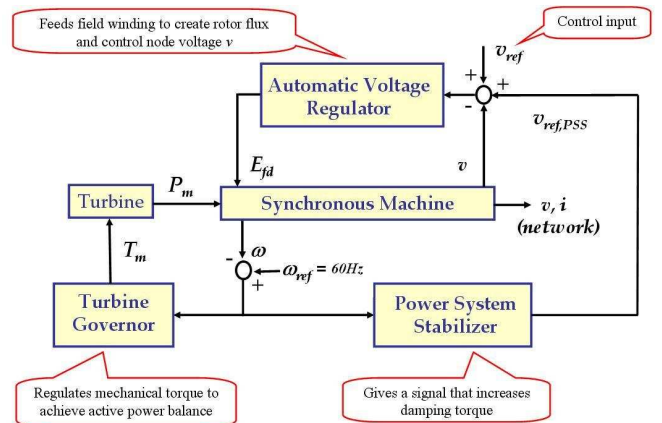 Feeds field winding to create rotor flux
and control node voltage v
Control input
v_ref
+
+
-
Automatic Voltage
Regulator
v_ref,PSS
E_fd
v
P_m
Turbine
Synchronous Machine
v, i
(network)
T_m
-
ω
ω_ref = 60Hz
+
Turbine
Governor
Power System
Stabilizer
Regulates mechanical torque to
achieve active power balance
Gives a signal that increases
damping torque